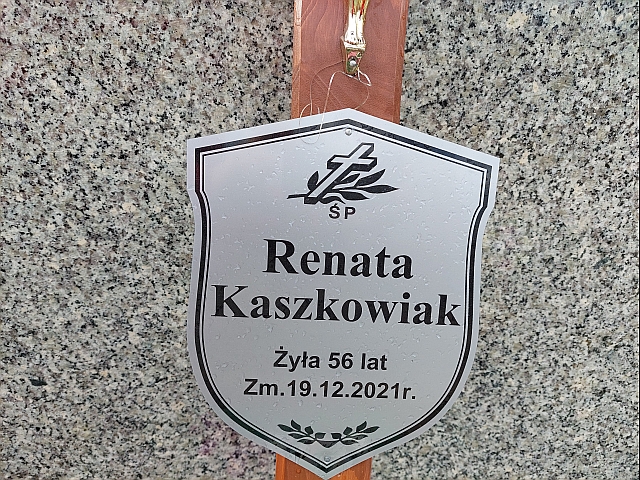 ŚP
Renata
Kaszkowiak
Żyła 56 lat
Zm.19.12.2021r.